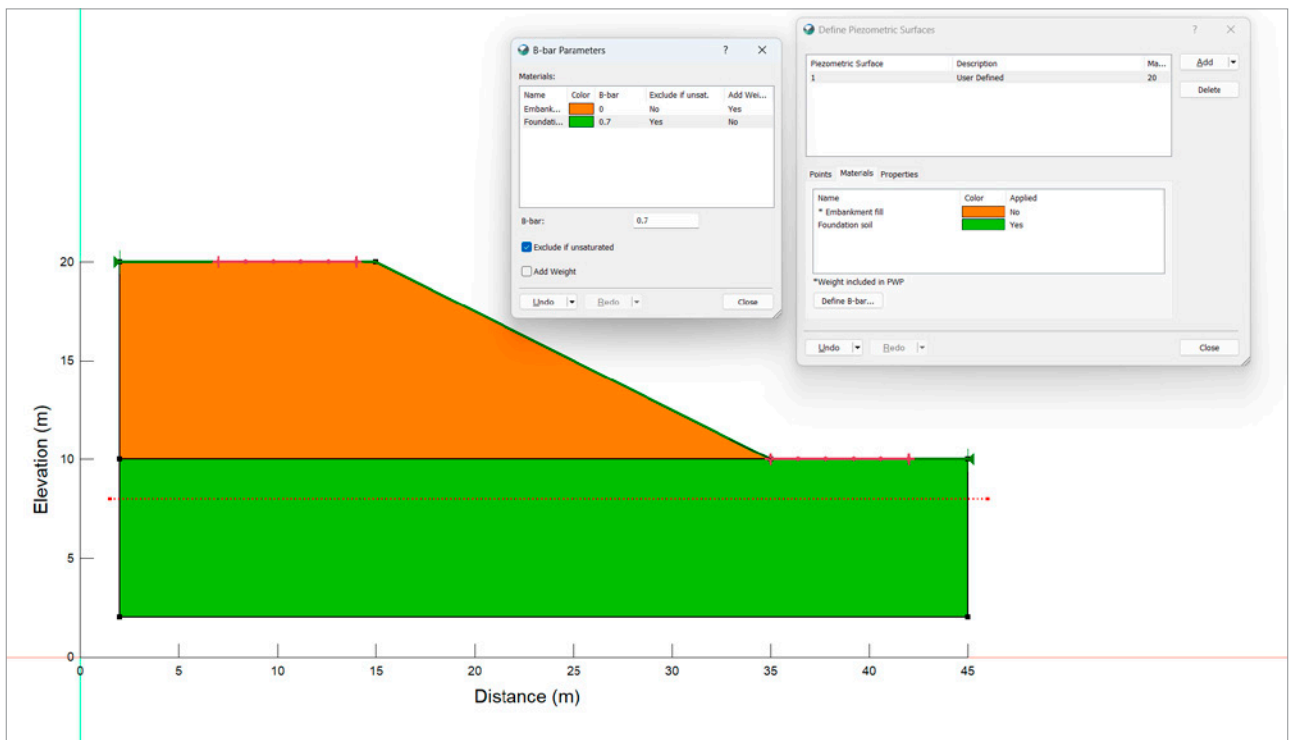 B-bar Parameters ? ×
Materials:
Name Color B-bar Exclude if unsat. Add Wei...
Embank... 0 No Yes
Foundati... 0.7 Yes No
B-bar: 0.7
Exclude if unsaturated
Add Weight
Undo Redo Close
Define Piezometric Surfaces ? ×
Piezometric Surface Description Ma... Add
1 User Defined 20
Delete
Points Materials Properties
Name Color Applied
* Embankment fill No
Foundation soil Yes
*Weight included in PWP
Define B-bar...
Undo Redo Close
Elevation (m)
20
15
10
5
0
0 5 10 15 20 25 30 35 40 45
Distance (m)